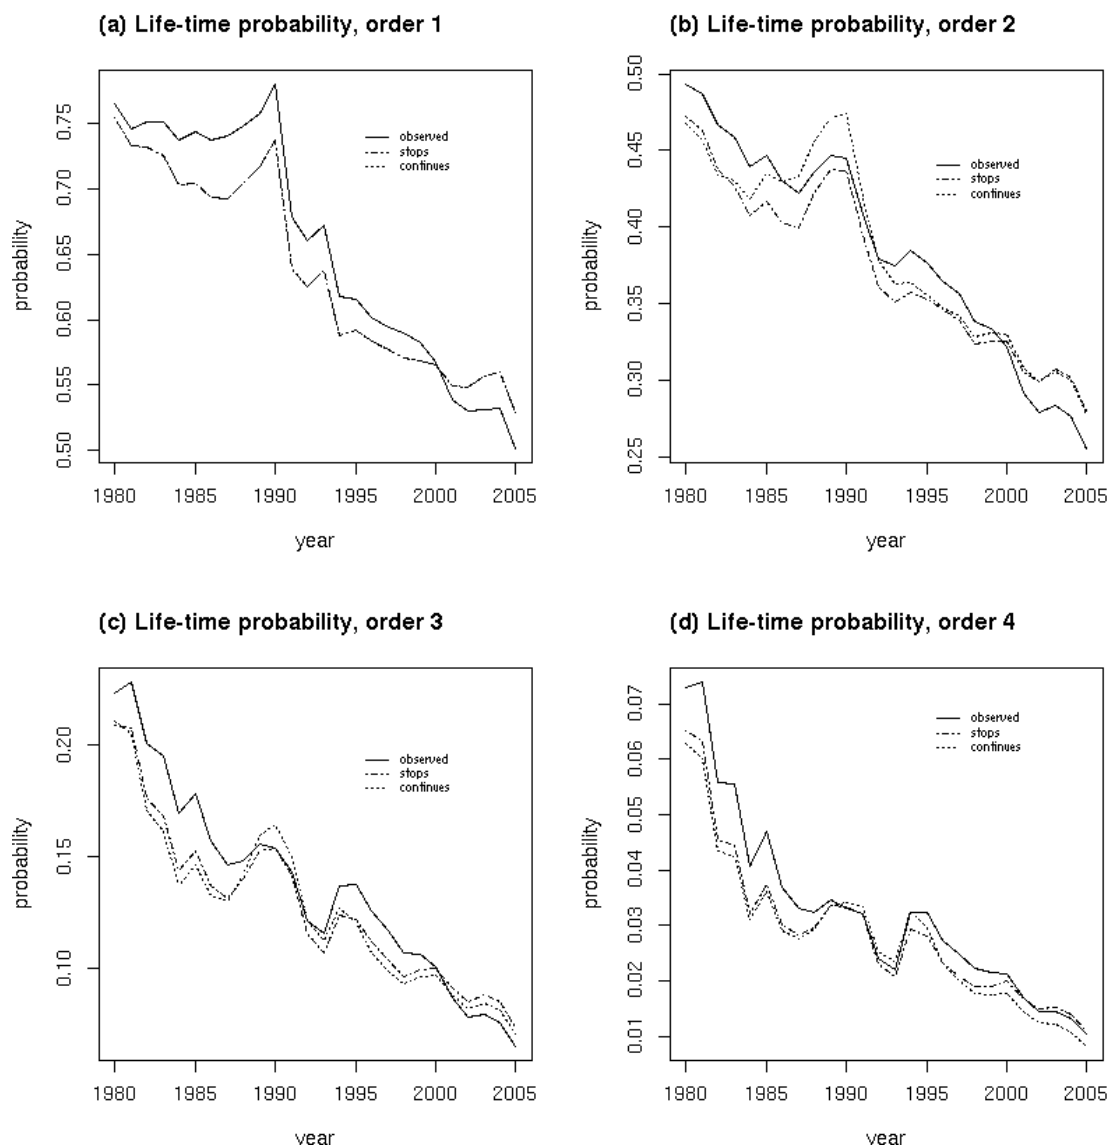 (a) Life-time probability, order 1
probability
0.50 0.55 0.60 0.65 0.70 0.75
observed
stops
continues
1980 1985 1990 1995 2000 2005
year
(b) Life-time probability, order 2
probability
0.25 0.30 0.35 0.40 0.45 0.50
observed
stops
continues
1980 1985 1990 1995 2000 2005
year
(c) Life-time probability, order 3
probability
0.10 0.15 0.20
observed
stops
continues
1980 1985 1990 1995 2000 2005
year
(d) Life-time probability, order 4
probability
0.01 0.02 0.03 0.04 0.05 0.06 0.07
observed
stops
continues
1980 1985 1990 1995 2000 2005
year